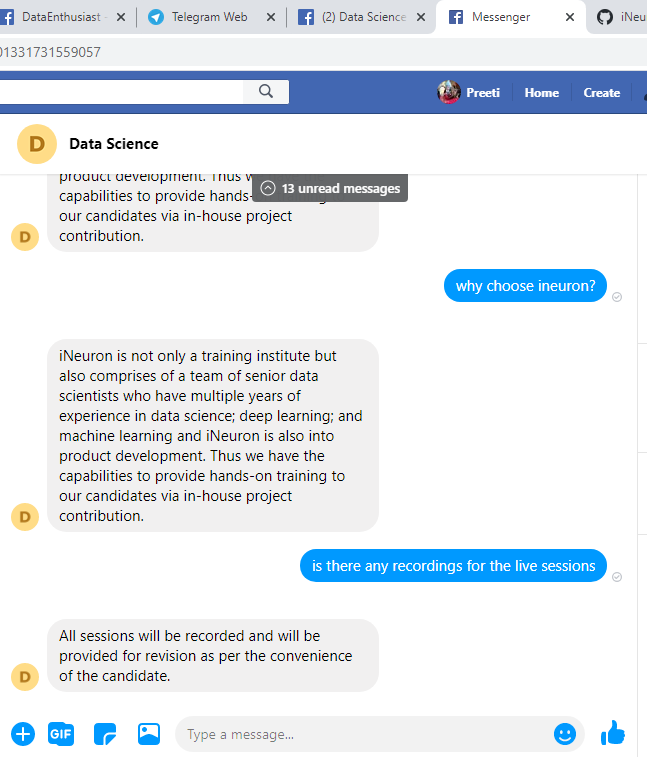 DataEnthusiast -
Telegram Web
(2) Data Science
Messenger
iNeu
01331731559057
Preeti
Home
Create
D
Data Science
13 unread messages
product development. Thus w
capabilities to provide hands-
our candidates via in-house project
contribution.
D
why choose ineuron?
iNeuron is not only a training institute but
also comprises of a team of senior data
scientists who have multiple years of
experience in data science; deep learning; and
machine learning and iNeuron is also into
product development. Thus we have the
capabilities to provide hands-on training to
our candidates via in-house project
contribution.
D
is there any recordings for the live sessions
All sessions will be recorded and will be
provided for revision as per the convenience
of the candidate.
D
GIF
Type a message...